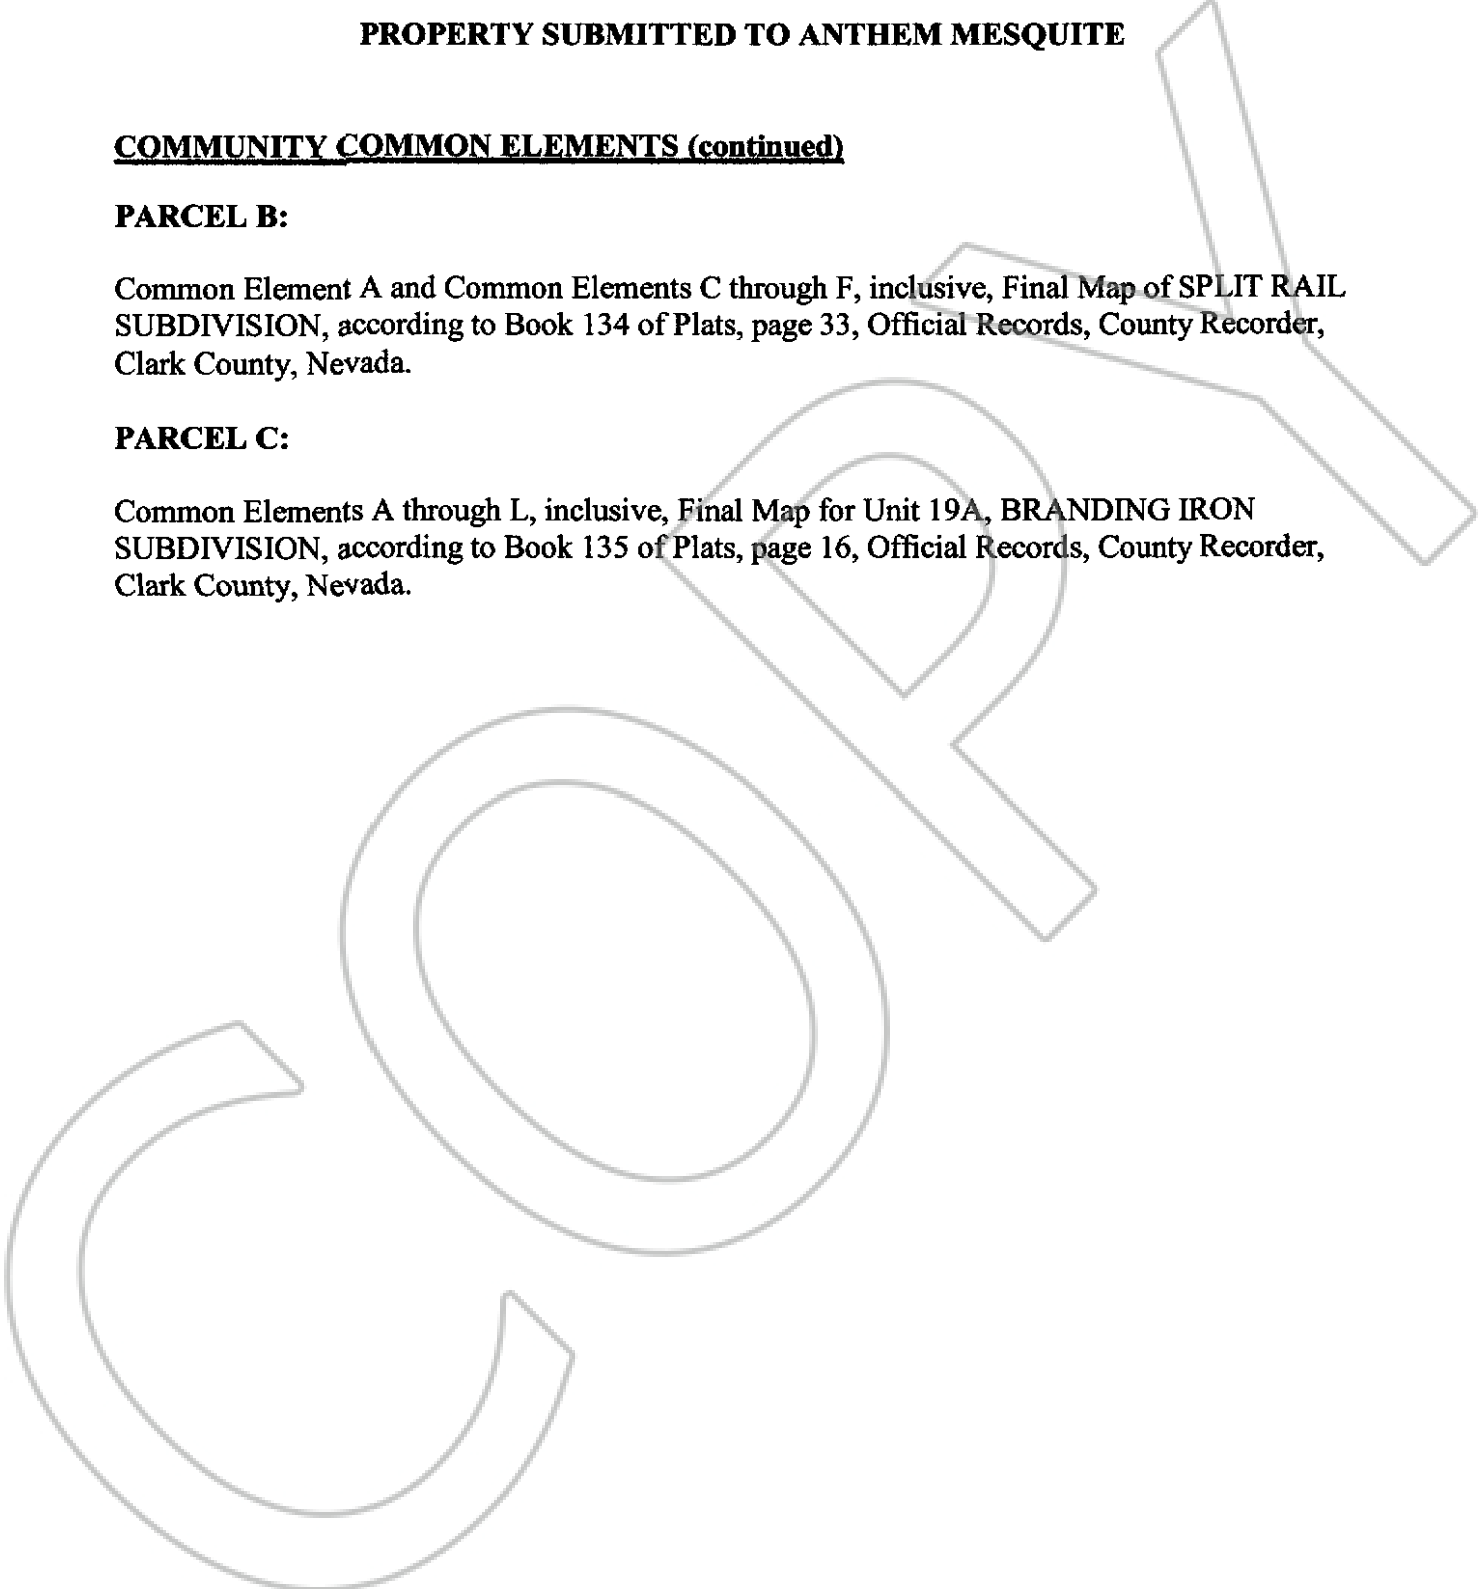 PROPERTY SUBMITTED TO ANTHEM MESQUITE
COMMUNITY COMMON ELEMENTS (continued)
PARCEL B:
Common Element A and Common Elements C through F, inclusive, Final Map of SPLIT RAIL
SUBDIVISION, according to Book 134 of Plats, page 33, Official Records, County Recorder,
Clark County, Nevada.
PARCEL C:
Common Elements A through L, inclusive, Final Map for Unit 19A, BRANDING IRON
SUBDIVISION, according to Book 135 of Plats, page 16, Official Records, County Recorder,
Clark County, Nevada.
COPY